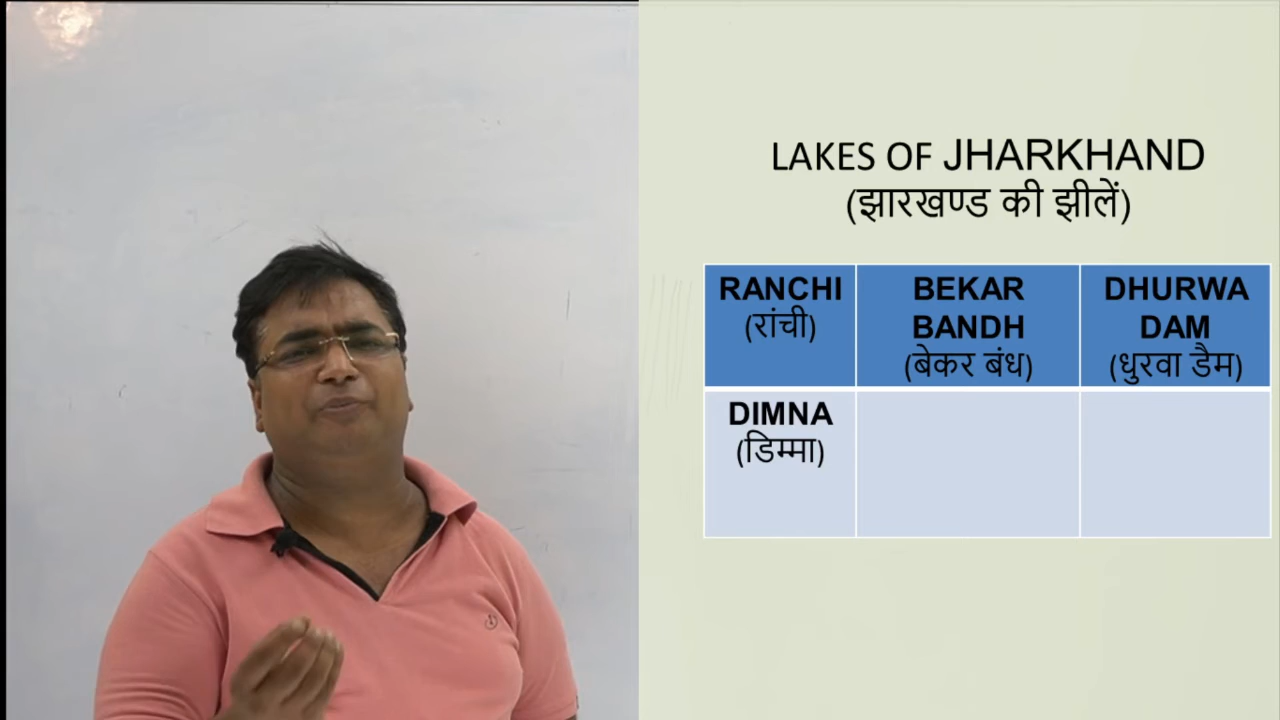 LAKES OF JHARKHAND
(झारखण्ड की झीलें)
RANCHI
(रांची)
BEKAR
BANDH
(बेकर बंध)
DHURWA
DAM
(धुरवा डैम)
DIMNA
(डिम्मा)